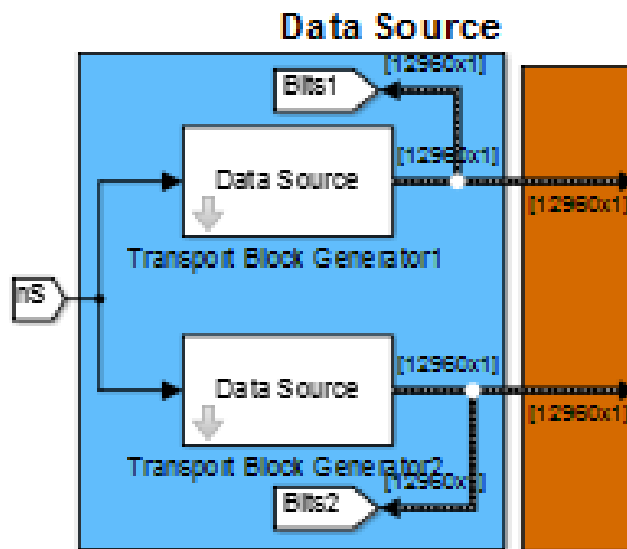 Data Source
[12960x1]
Bits1
[12960x1]
Data Source
[12960x1]
Transport Block Generator1
nS
[12960x1]
Data Source
[12960x1]
Transport Block Generator2
[12960x1]
Bits2